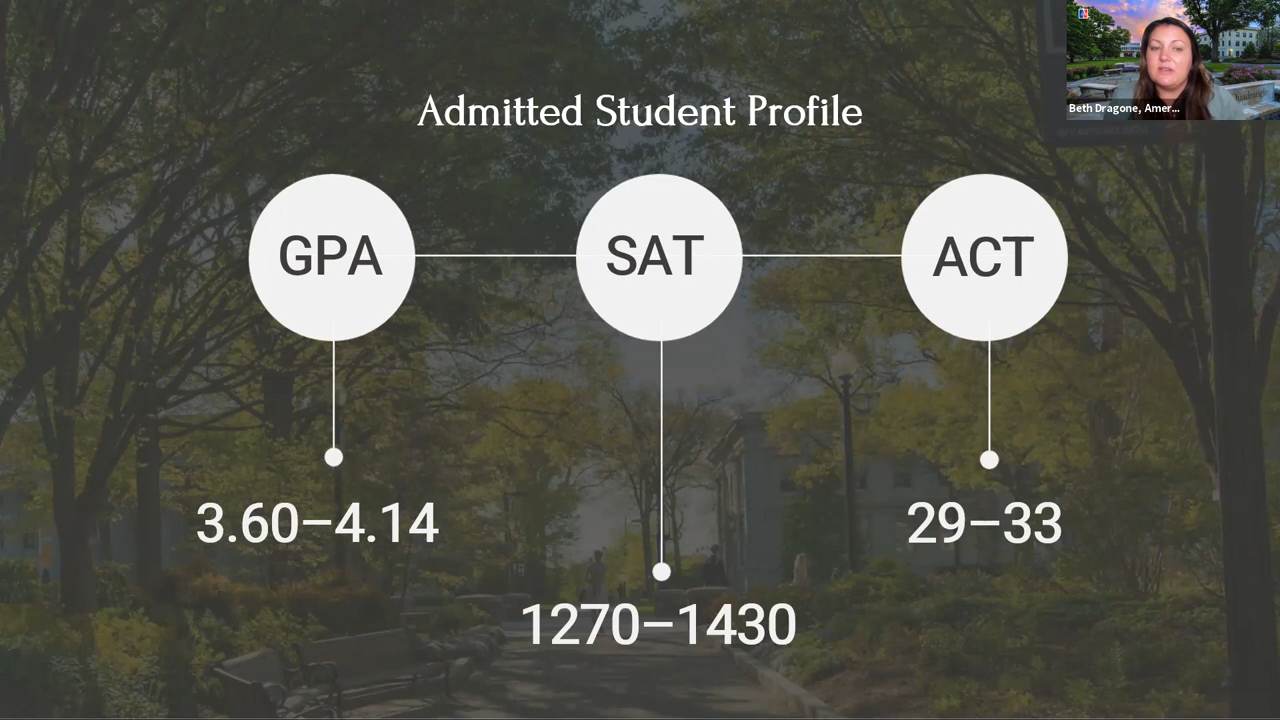 Admitted Student Profile
Beth Dragone, Amer...
GPA
SAT
ACT
3.60–4.14
29–33
1270–1430